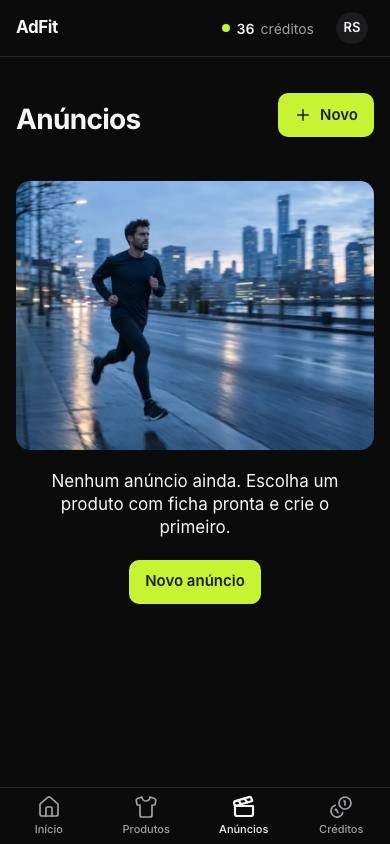 AdFit
36 créditos
RS
Anúncios
Novo
Nenhum anúncio ainda. Escolha um
produto com ficha pronta e crie o
primeiro.
Novo anúncio
Início
Produtos
Anúncios
Créditos